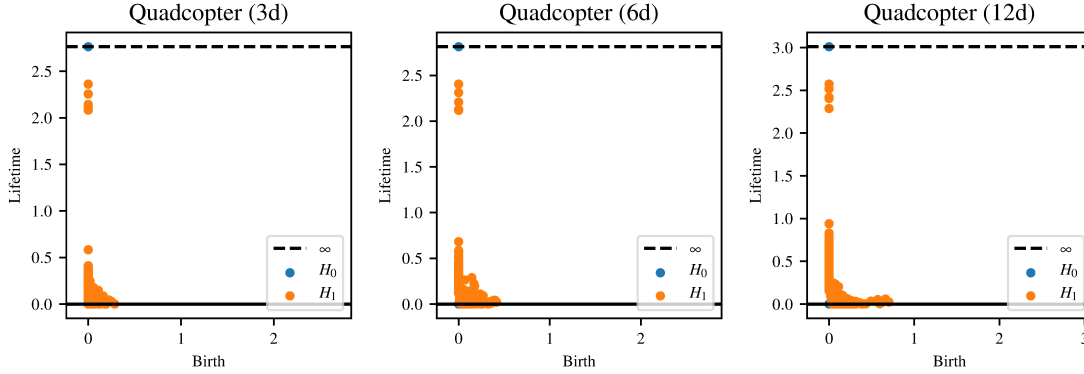 Quadcopter (3d)
Lifetime
2.5
2.0
1.5
1.0
0.5
0.0
∞
H₀
H₁
0
1
2
Birth
Quadcopter (6d)
Lifetime
2.5
2.0
1.5
1.0
0.5
0.0
∞
H₀
H₁
0
1
2
Birth
Quadcopter (12d)
Lifetime
3.0
2.5
2.0
1.5
1.0
0.5
0.0
∞
H₀
H₁
0
1
2
3
Birth